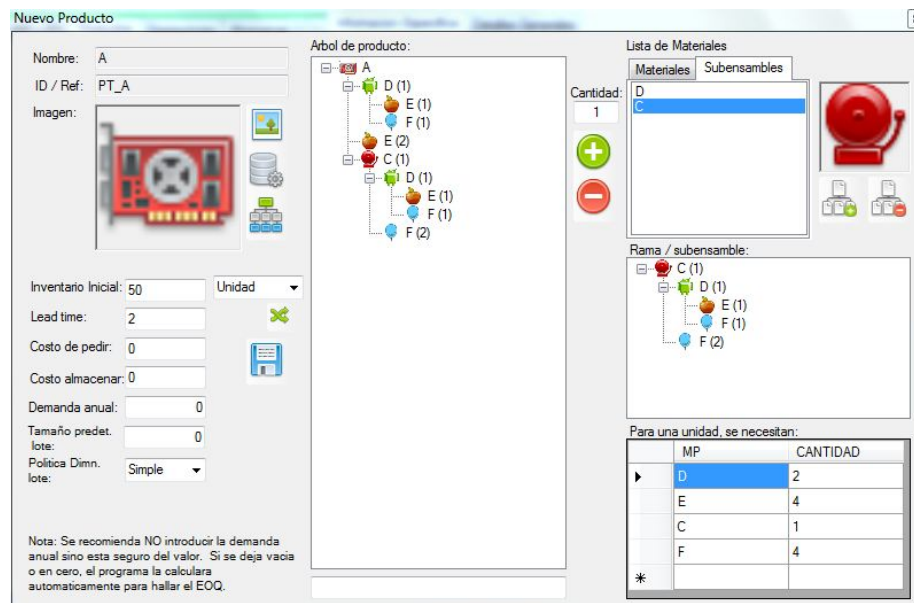 Nuevo Producto
Nombre: A
ID / Ref: PT_A
Imagen:
Inventario Inicial: 50 Unidad
Lead time: 2
Costo de pedir: 0
Costo almacenar: 0
Demanda anual: 0
Tamaño predet. lote: 0
Politica Dimn. lote: Simple
Nota: Se recomienda NO introducir la demanda
anual sino esta seguro del valor. Si se deja vacia
o en cero, el programa la calculara
automaticamente para hallar el EOQ.
Arbol de producto:
A
D (1)
E (1)
F (1)
E (2)
C (1)
D (1)
E (1)
F (1)
F (2)
Cantidad:
1
Lista de Materiales
Materiales Subensambles
D
C
Rama / subensamble:
C (1)
D (1)
E (1)
F (1)
F (2)
Para una unidad, se necesitan:
MP CANTIDAD
D 2
E 4
C 1
F 4